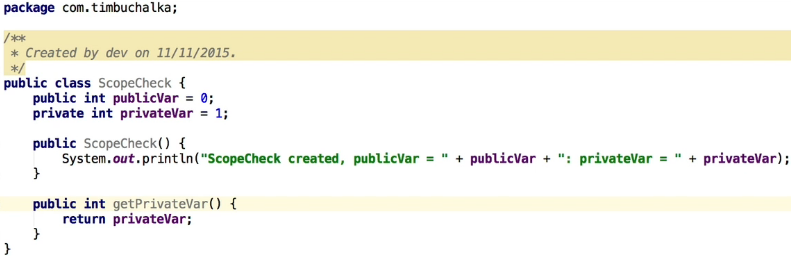 package com.timbuchalka;
/**
 * Created by dev on 11/11/2015.
 */
public class ScopeCheck {
    public int publicVar = 0;
    private int privateVar = 1;
    public ScopeCheck() {
        System.out.println("ScopeCheck created, publicVar = " + publicVar + ": privateVar = " + privateVar);
    }
    public int getPrivateVar() {
        return privateVar;
    }
}